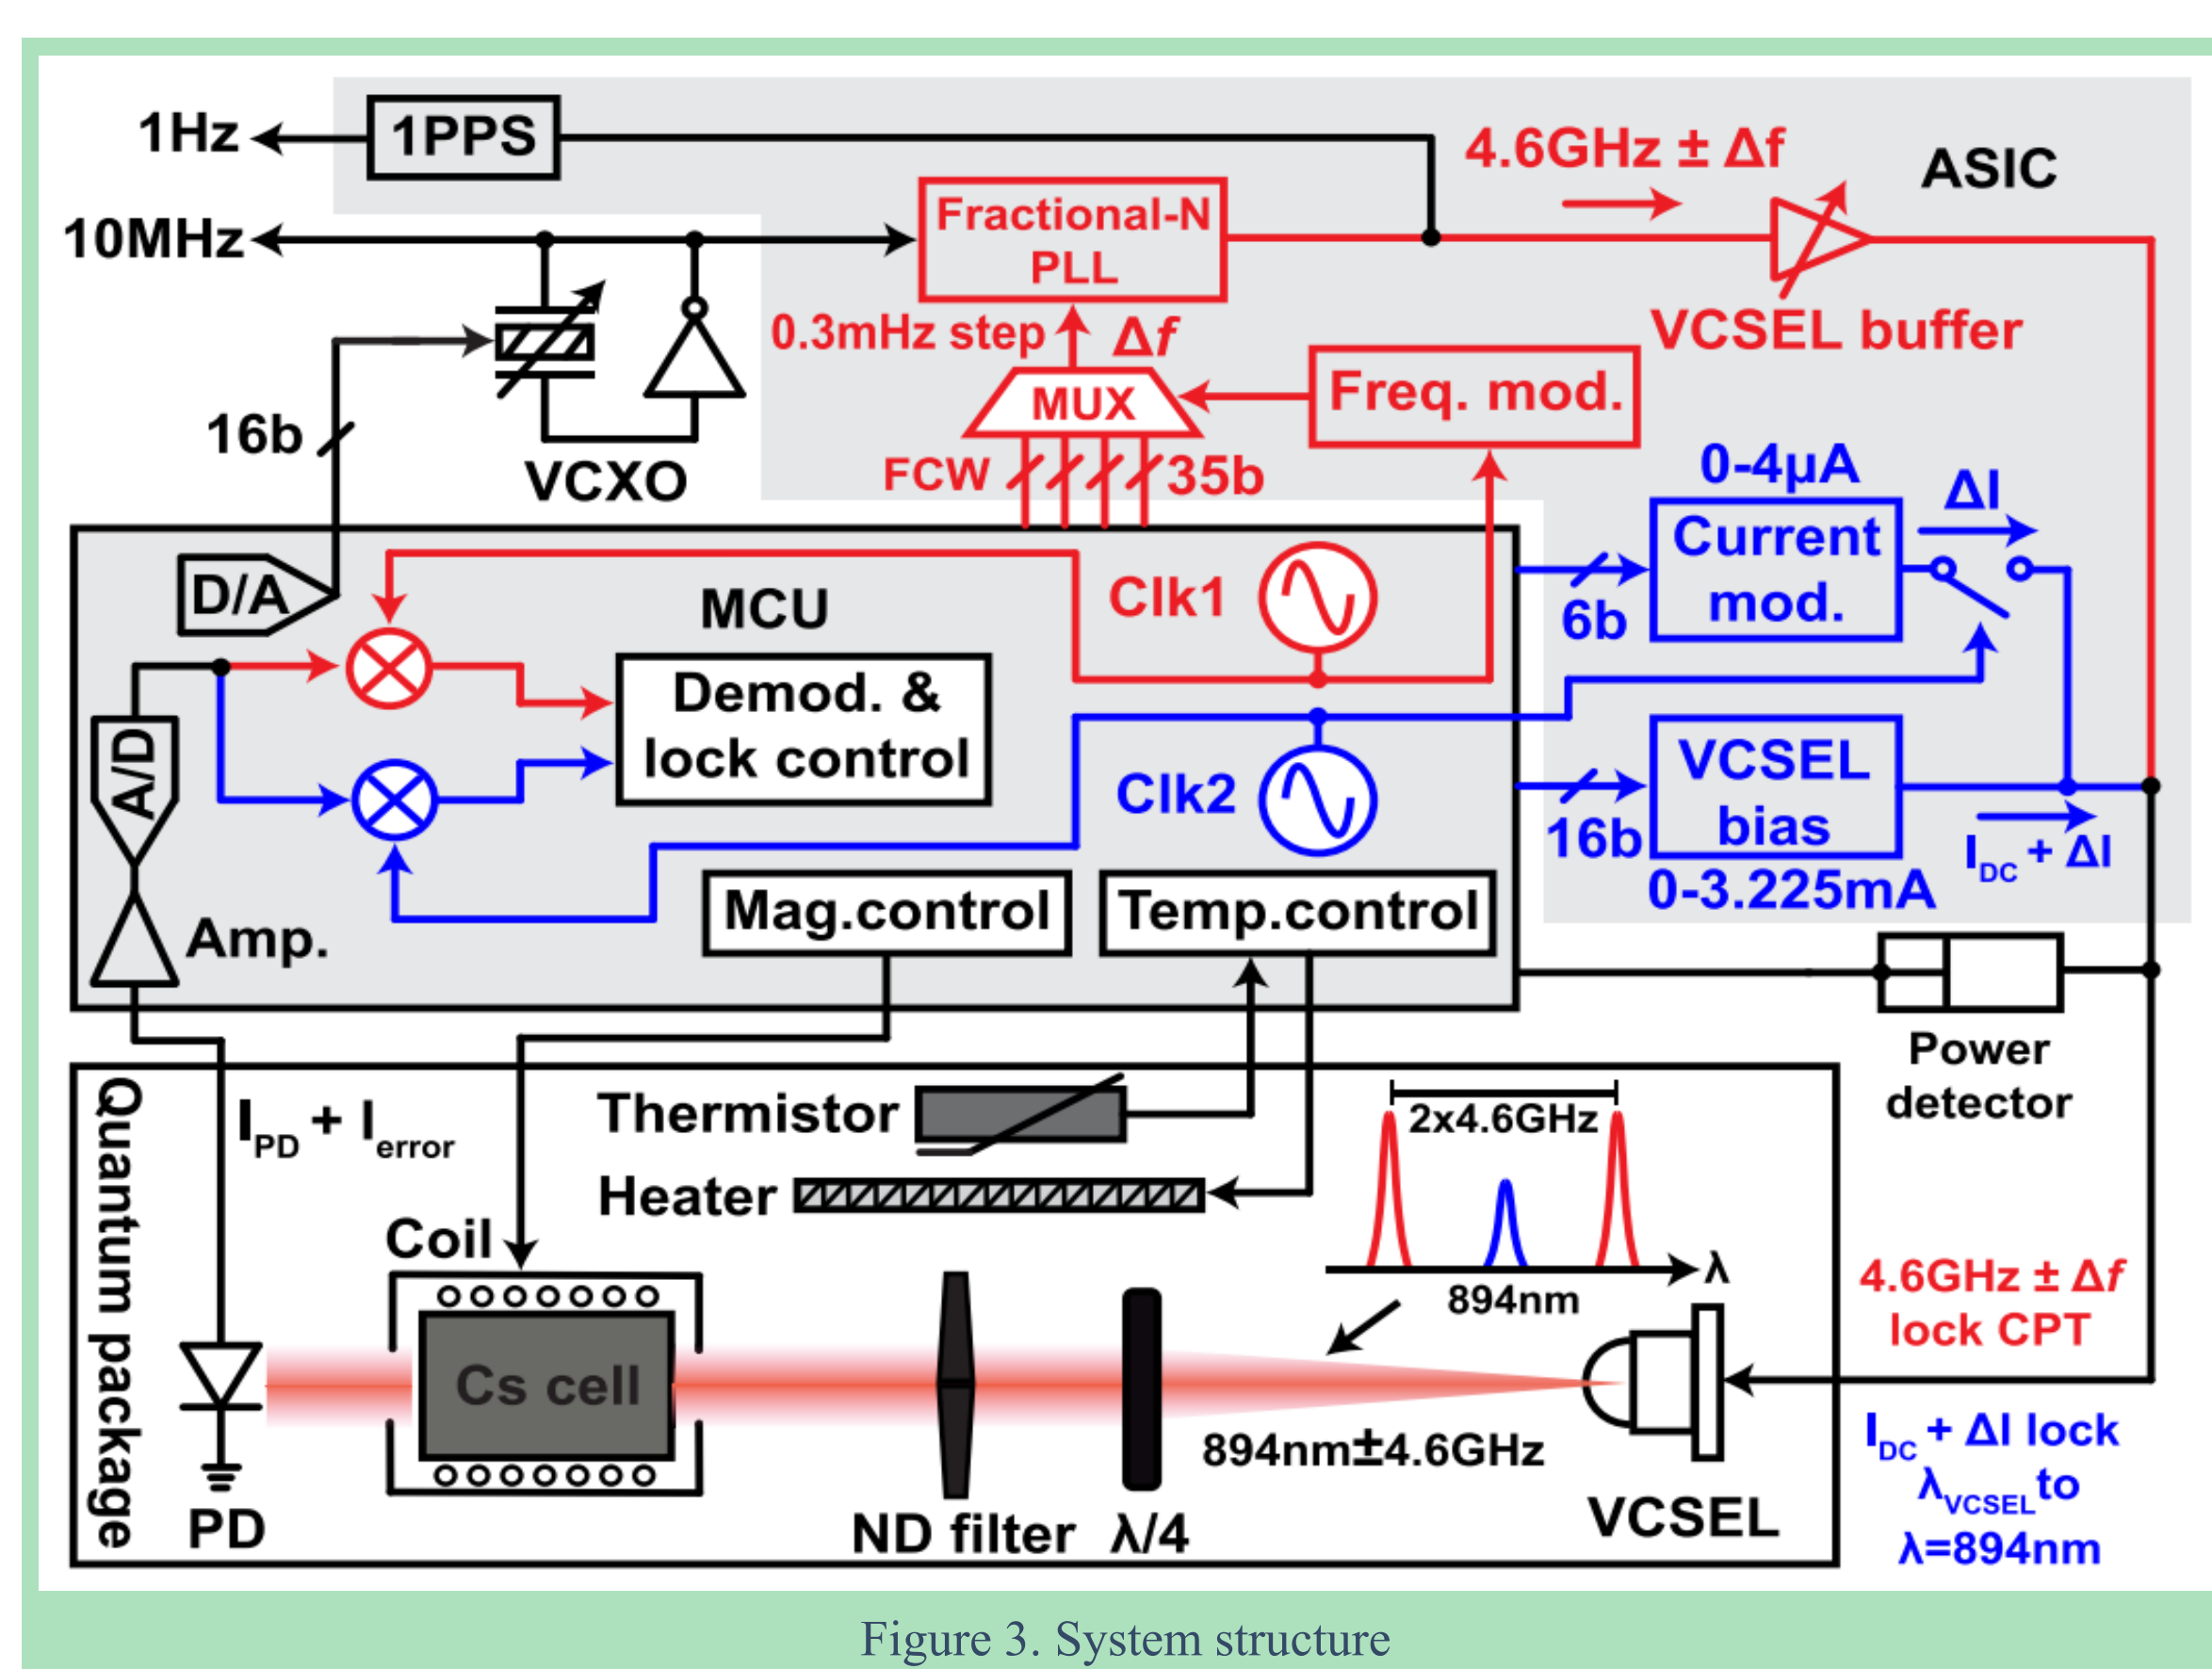 1Hz
1PPS
4.6GHz ± Δf
ASIC
10MHz
Fractional-N
PLL
0.3mHz step
Δf
VCSEL buffer
MUX
Freq. mod.
16b
VCXO
FCW
35b
0-4μA
ΔI
Current
mod.
6b
D/A
MCU
Clk1
Demod. &
lock control
A/D
Clk2
VCSEL
bias
16b
0-3.225mA
IDC + ΔI
Amp.
Mag.control
Temp.control
Power
detector
Quantum package
IPD + Ierror
Thermistor
2x4.6GHz
Heater
Coil
λ
894nm
4.6GHz ± Δf
lock CPT
Cs cell
894nm±4.6GHz
IDC + ΔI lock
λVCSEL to
λ=894nm
PD
ND filter
λ/4
VCSEL
Figure 3. System structure